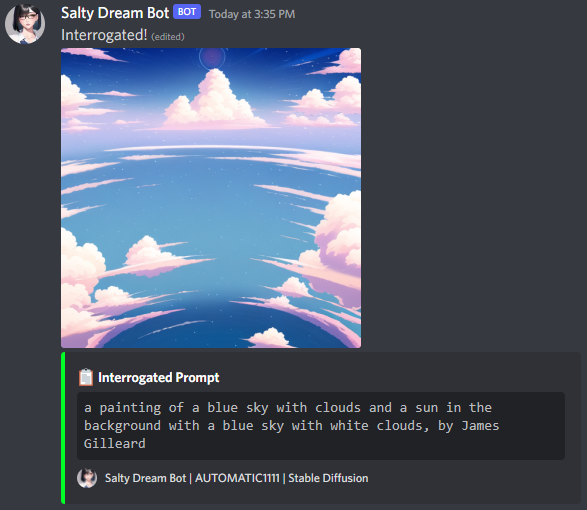 Salty Dream Bot BOT Today at 3:35 PM
Interrogated! (edited)
Interrogated Prompt
a painting of a blue sky with clouds and a sun in the
background with a blue sky with white clouds, by James
Gilleard
Salty Dream Bot | AUTOMATIC1111 | Stable Diffusion